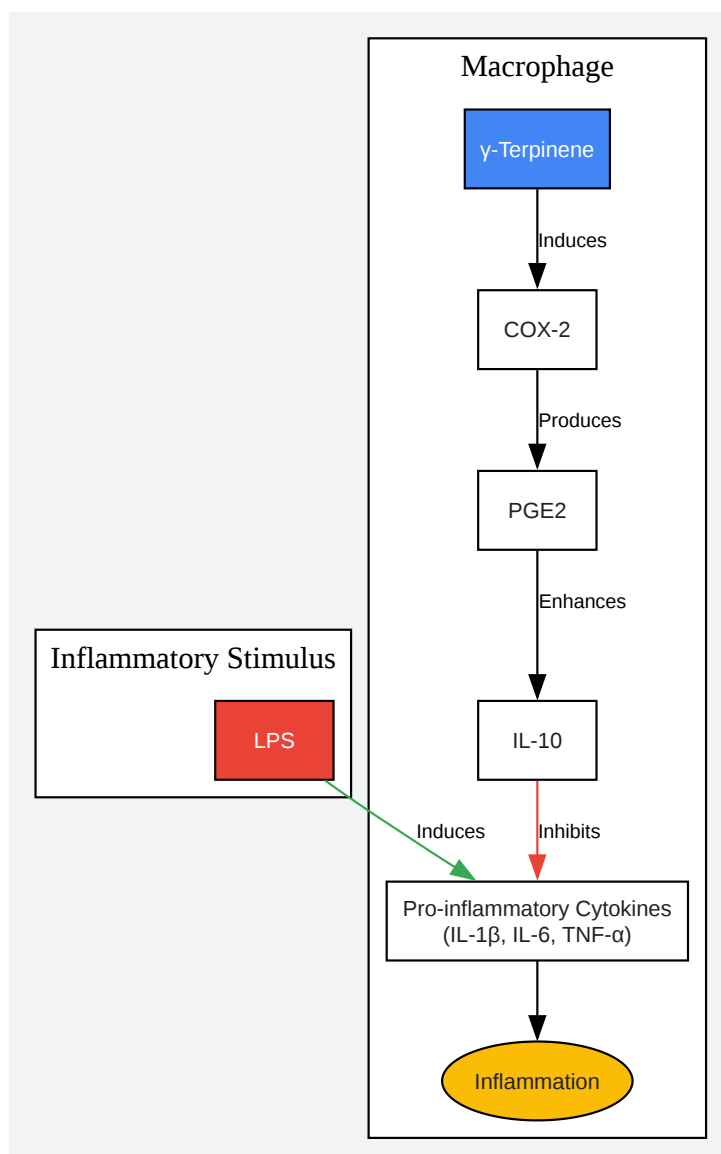 Macrophage
γ-Terpinene
Induces
COX-2
Produces
PGE2
Enhances
Inflammatory Stimulus
LPS
IL-10
Induces
Inhibits
Pro-inflammatory Cytokines
(IL-1β, IL-6, TNF-α)
Inflammation